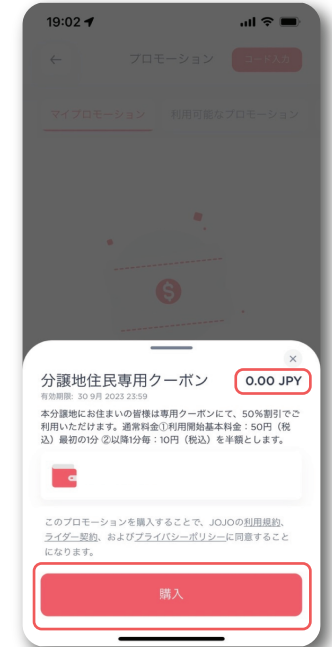 19:02
プロモーション
コード入力
マイプロモーション
利用可能なプロモーション
分譲地住民専用クーポン
0.00 JPY
有効期限: 30 9月 2023 23:59
本分譲地にお住まいの皆様は専用クーポンにて、50%割引でご
利用いただけます。通常料金①利用開始基本料金：50円（税
込）最初の1分 ②以降1分毎：10円（税込）を半額とします。
このプロモーションを購入することで、JOJOの利用規約、
ライダー契約、およびプライバシーポリシーに同意すること
になります。
購入